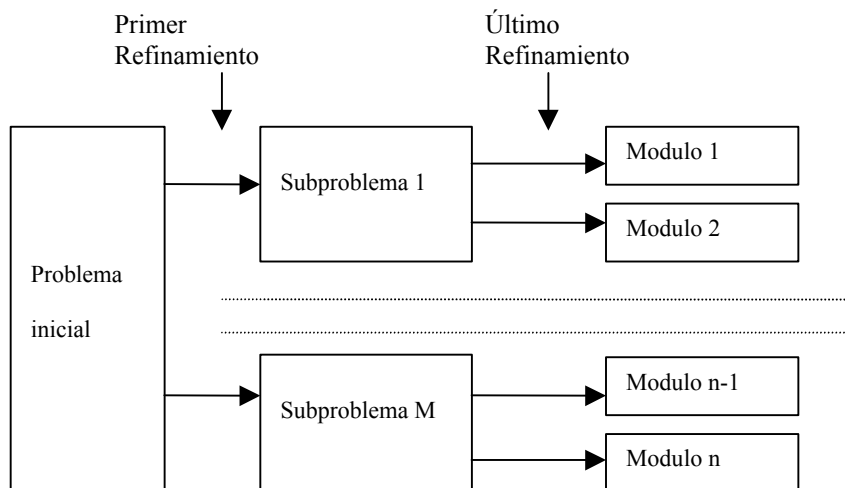 Primer
Refinamiento
Último
Refinamiento
Problema
inicial
Subproblema 1
Modulo 1
Modulo 2
Subproblema M
Modulo n-1
Modulo n